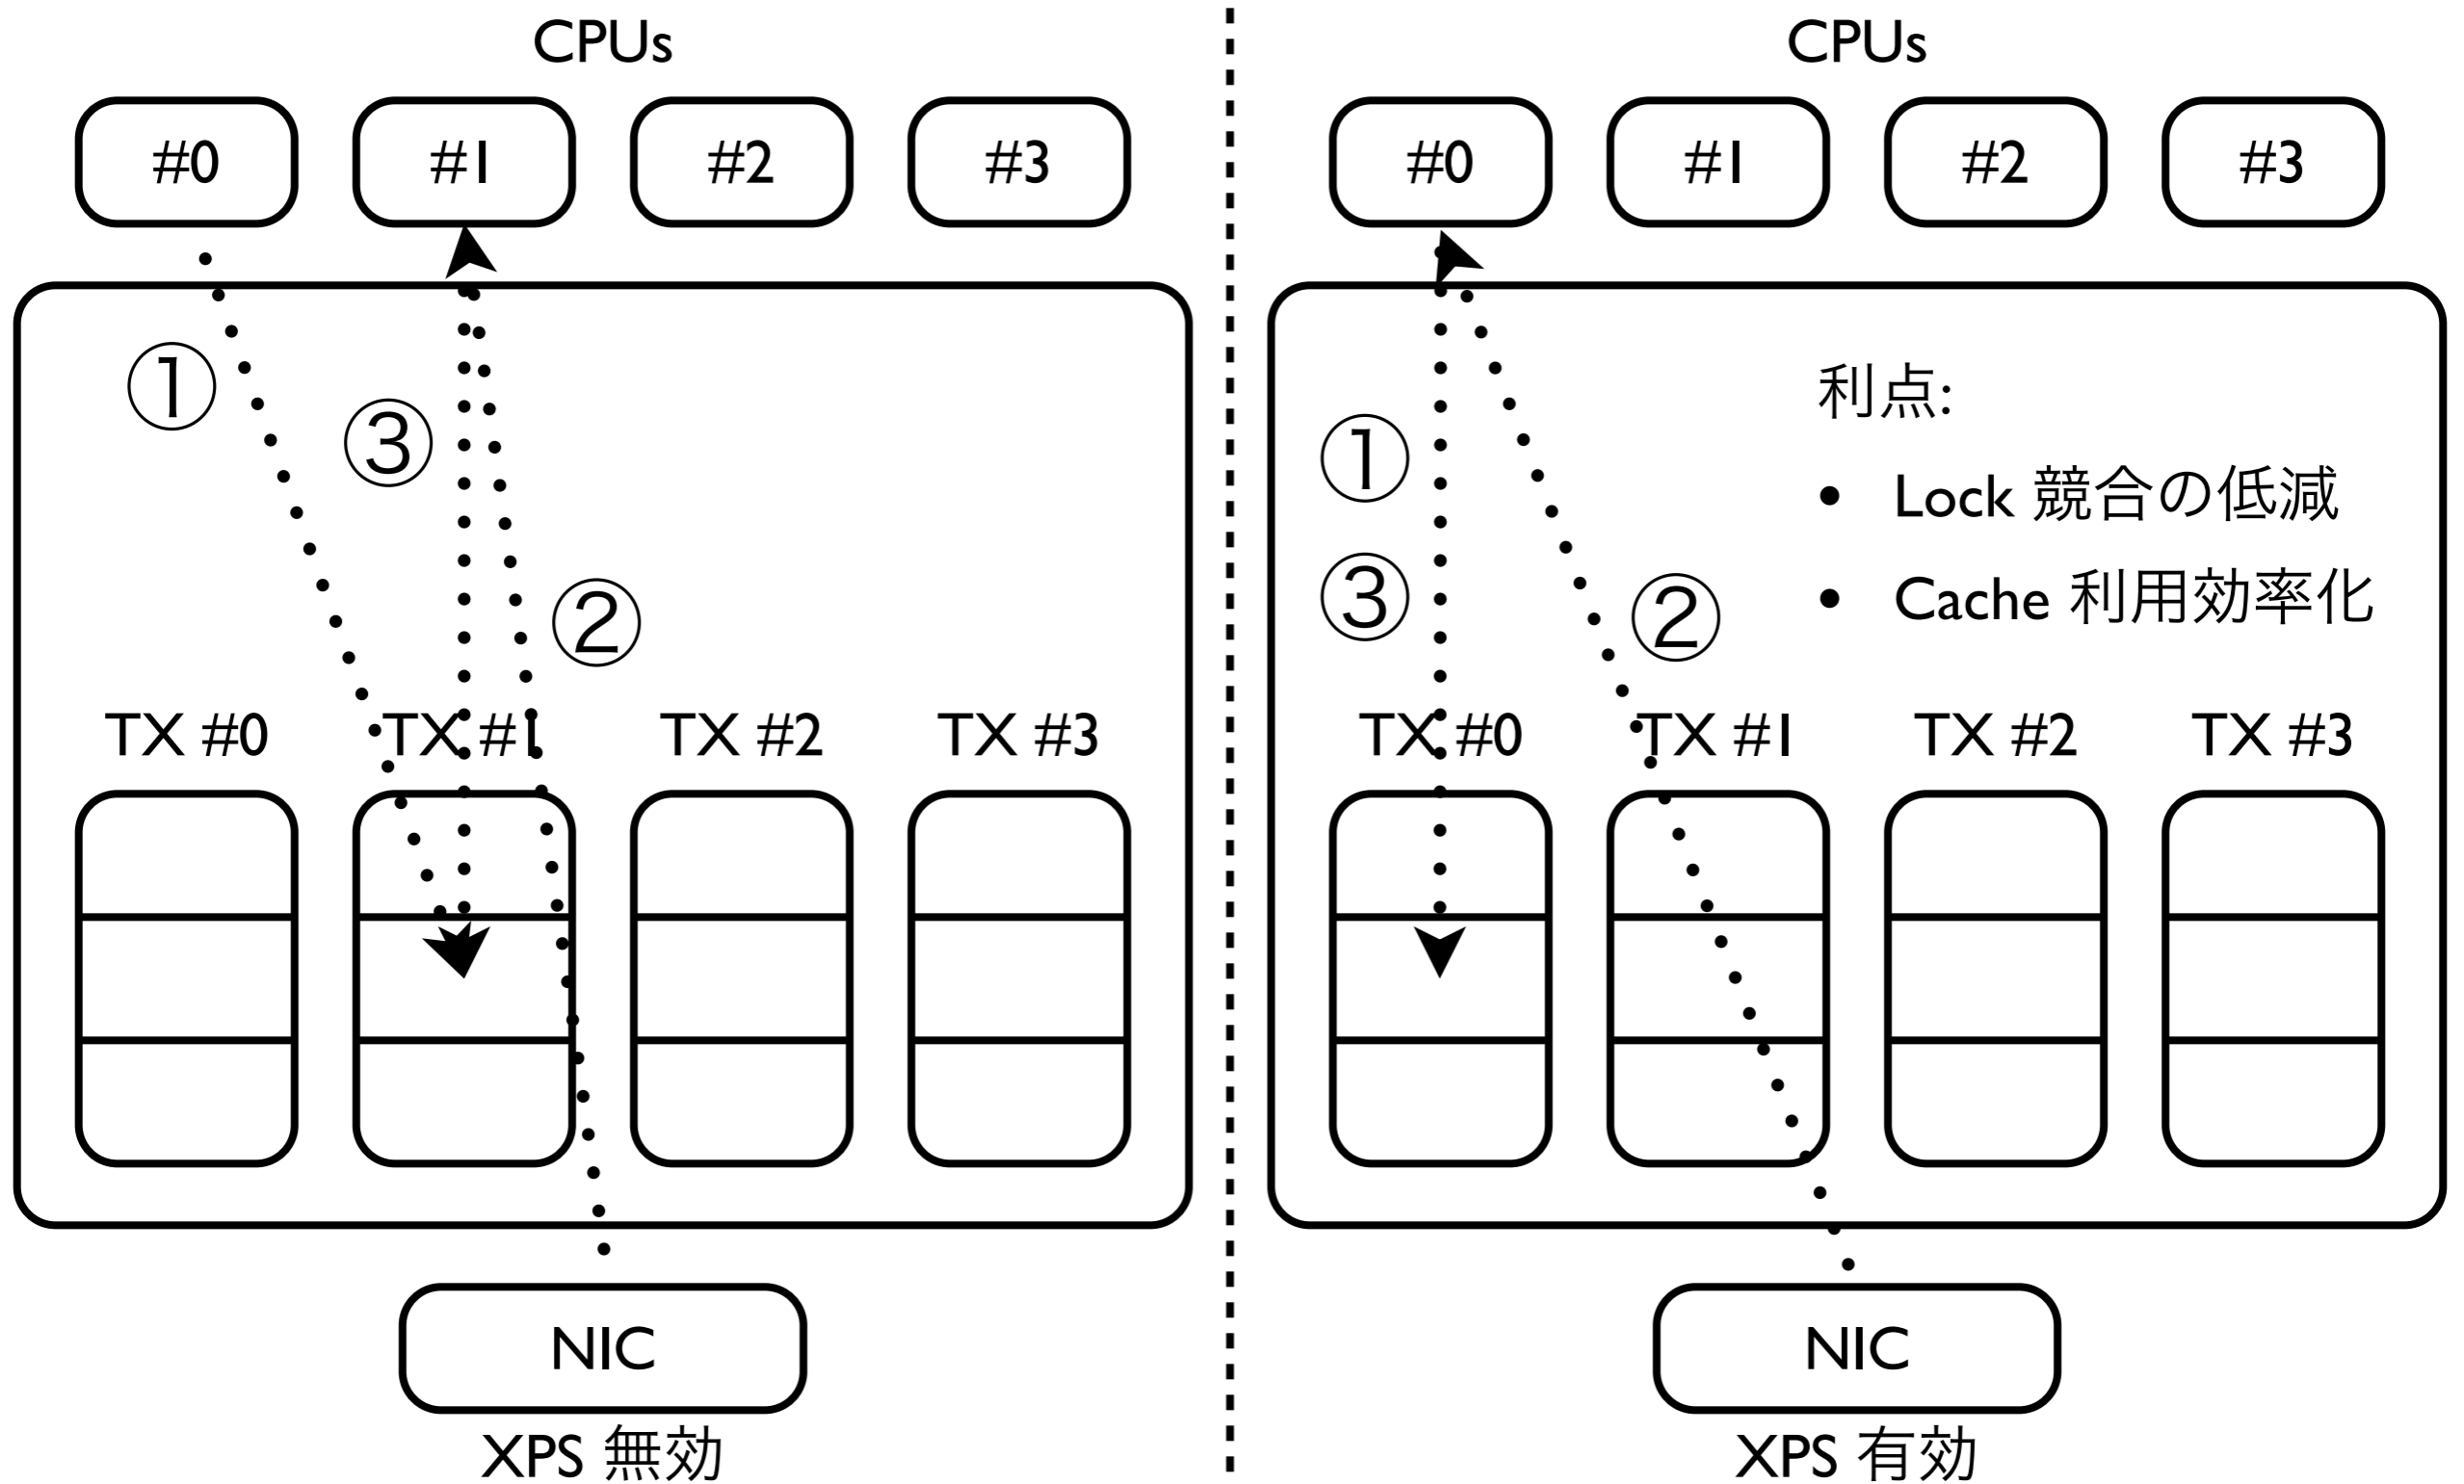 CPUs
#0 #1 #2 #3
①
③
②
TX #0 TX #1 TX #2 TX #3
NIC
XPS 無効
CPUs
#0 #1 #2 #3
利点:
① • Lock 競合の低減
③ ② • Cache 利用効率化
TX #0 TX #1 TX #2 TX #3
NIC
XPS 有効